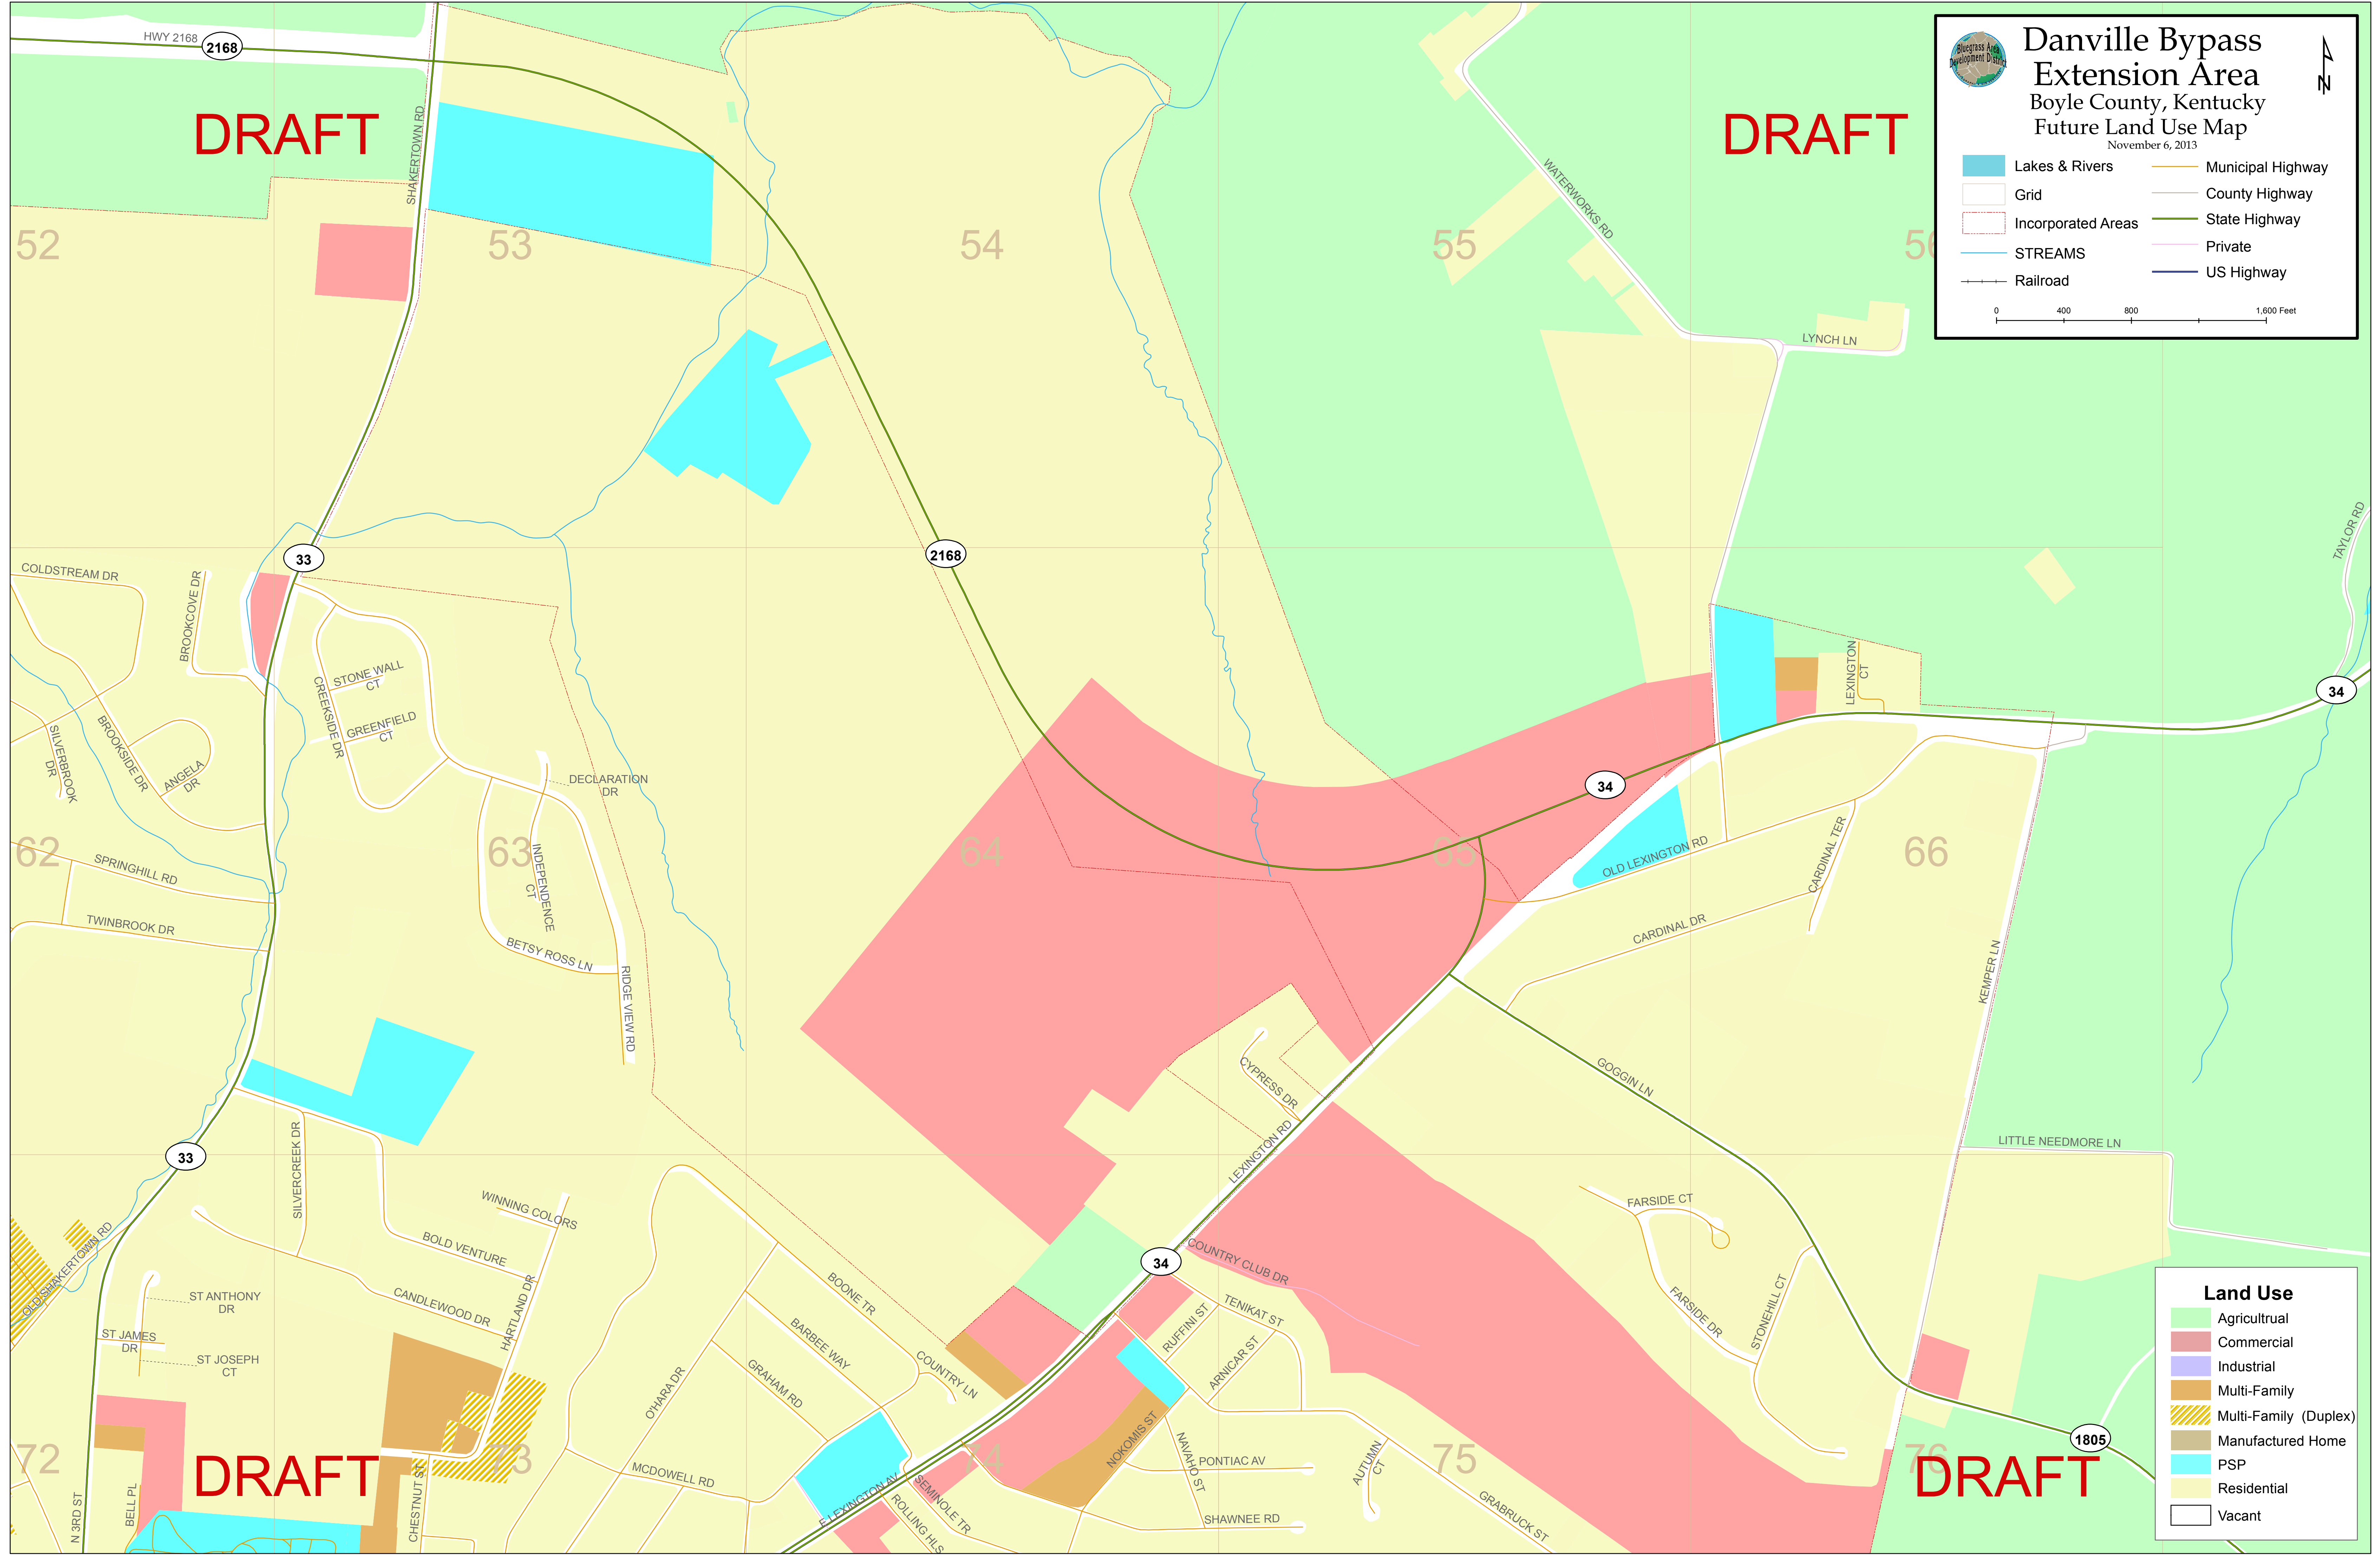 Danville Bypass
Extension Area
Boyle County, Kentucky
Future Land Use Map
November 6, 2013
Bluegrass Area
Development District
N
Lakes & Rivers
Grid
Incorporated Areas
STREAMS
Railroad
Municipal Highway
County Highway
State Highway
Private
US Highway
0 400 800 1,600 Feet
HWY 2168
2168
SHAKERTOWN RD
DRAFT
DRAFT
52
53
54
55
56
WATERWORKS RD
LYNCH LN
TAYLOR RD
33
2168
COLDSTREAM DR
BROOKCOVE DR
STONE WALL
CT
CREEKSIDE DR
GREENFIELD
CT
SILVERBROOK
DR
BROOKSIDE DR
ANGELA
DR
DECLARATION
DR
LEXINGTON
CT
34
34
62
63
64
65
66
SPRINGHILL RD
TWINBROOK DR
INDEPENDENCE
CT
BETSY ROSS LN
RIDGE VIEW RD
OLD LEXINGTON RD
CARDINAL TER
CARDINAL DR
KEMPER LN
GOGGIN LN
CYPRESS DR
LEXINGTON RD
LITTLE NEEDMORE LN
33
SILVERCREEK DR
WINNING COLORS
BOLD VENTURE
OLD SHAKERTOWN RD
CANDLEWOOD DR
HARTLAND DR
ST ANTHONY
DR
ST JAMES
DR
ST JOSEPH
CT
34
COUNTRY CLUB DR
FARSIDE CT
FARSIDE DR
STONEHILL CT
BOONE TR
BARBEE WAY
GRAHAM RD
O'HARA DR
COUNTRY LN
TENIKAT ST
RUFFINI ST
ARNICAR ST
NOKOMIS ST
NAVAHO ST
PONTIAC AV
AUTUMN
CT
SHAWNEE RD
GRABRUCK ST
MCDOWELL RD
E LEXINGTON AV
SEMINOLE TR
ROLLING HLS
72
73
74
75
76
DRAFT
DRAFT
N 3RD ST
BELL PL
CHESTNUT ST
1805
Land Use
Agricultrual
Commercial
Industrial
Multi-Family
Multi-Family (Duplex)
Manufactured Home
PSP
Residential
Vacant